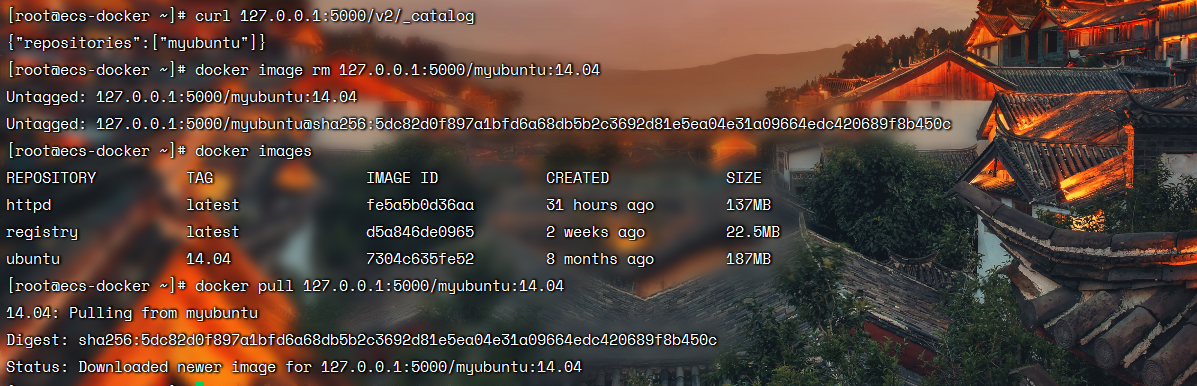 [root@ecs-docker ~]# curl 127.0.0.1:5000/v2/_catalog
{"repositories":["myubuntu"]}
[root@ecs-docker ~]# docker image rm 127.0.0.1:5000/myubuntu:14.04
Untagged: 127.0.0.1:5000/myubuntu:14.04
Untagged: 127.0.0.1:5000/myubuntu@sha256:5dc82d0f897a1bfd6a68db5b2c3692d81e5ea04e31a09664edc420689f8b450c
[root@ecs-docker ~]# docker images
REPOSITORY TAG IMAGE ID CREATED SIZE
httpd latest fe5a5b0d36aa 31 hours ago 137MB
registry latest d5a846de0965 2 weeks ago 22.5MB
ubuntu 14.04 7304c635fe52 8 months ago 187MB
[root@ecs-docker ~]# docker pull 127.0.0.1:5000/myubuntu:14.04
14.04: Pulling from myubuntu
Digest: sha256:5dc82d0f897a1bfd6a68db5b2c3692d81e5ea04e31a09664edc420689f8b450c
Status: Downloaded newer image for 127.0.0.1:5000/myubuntu:14.04